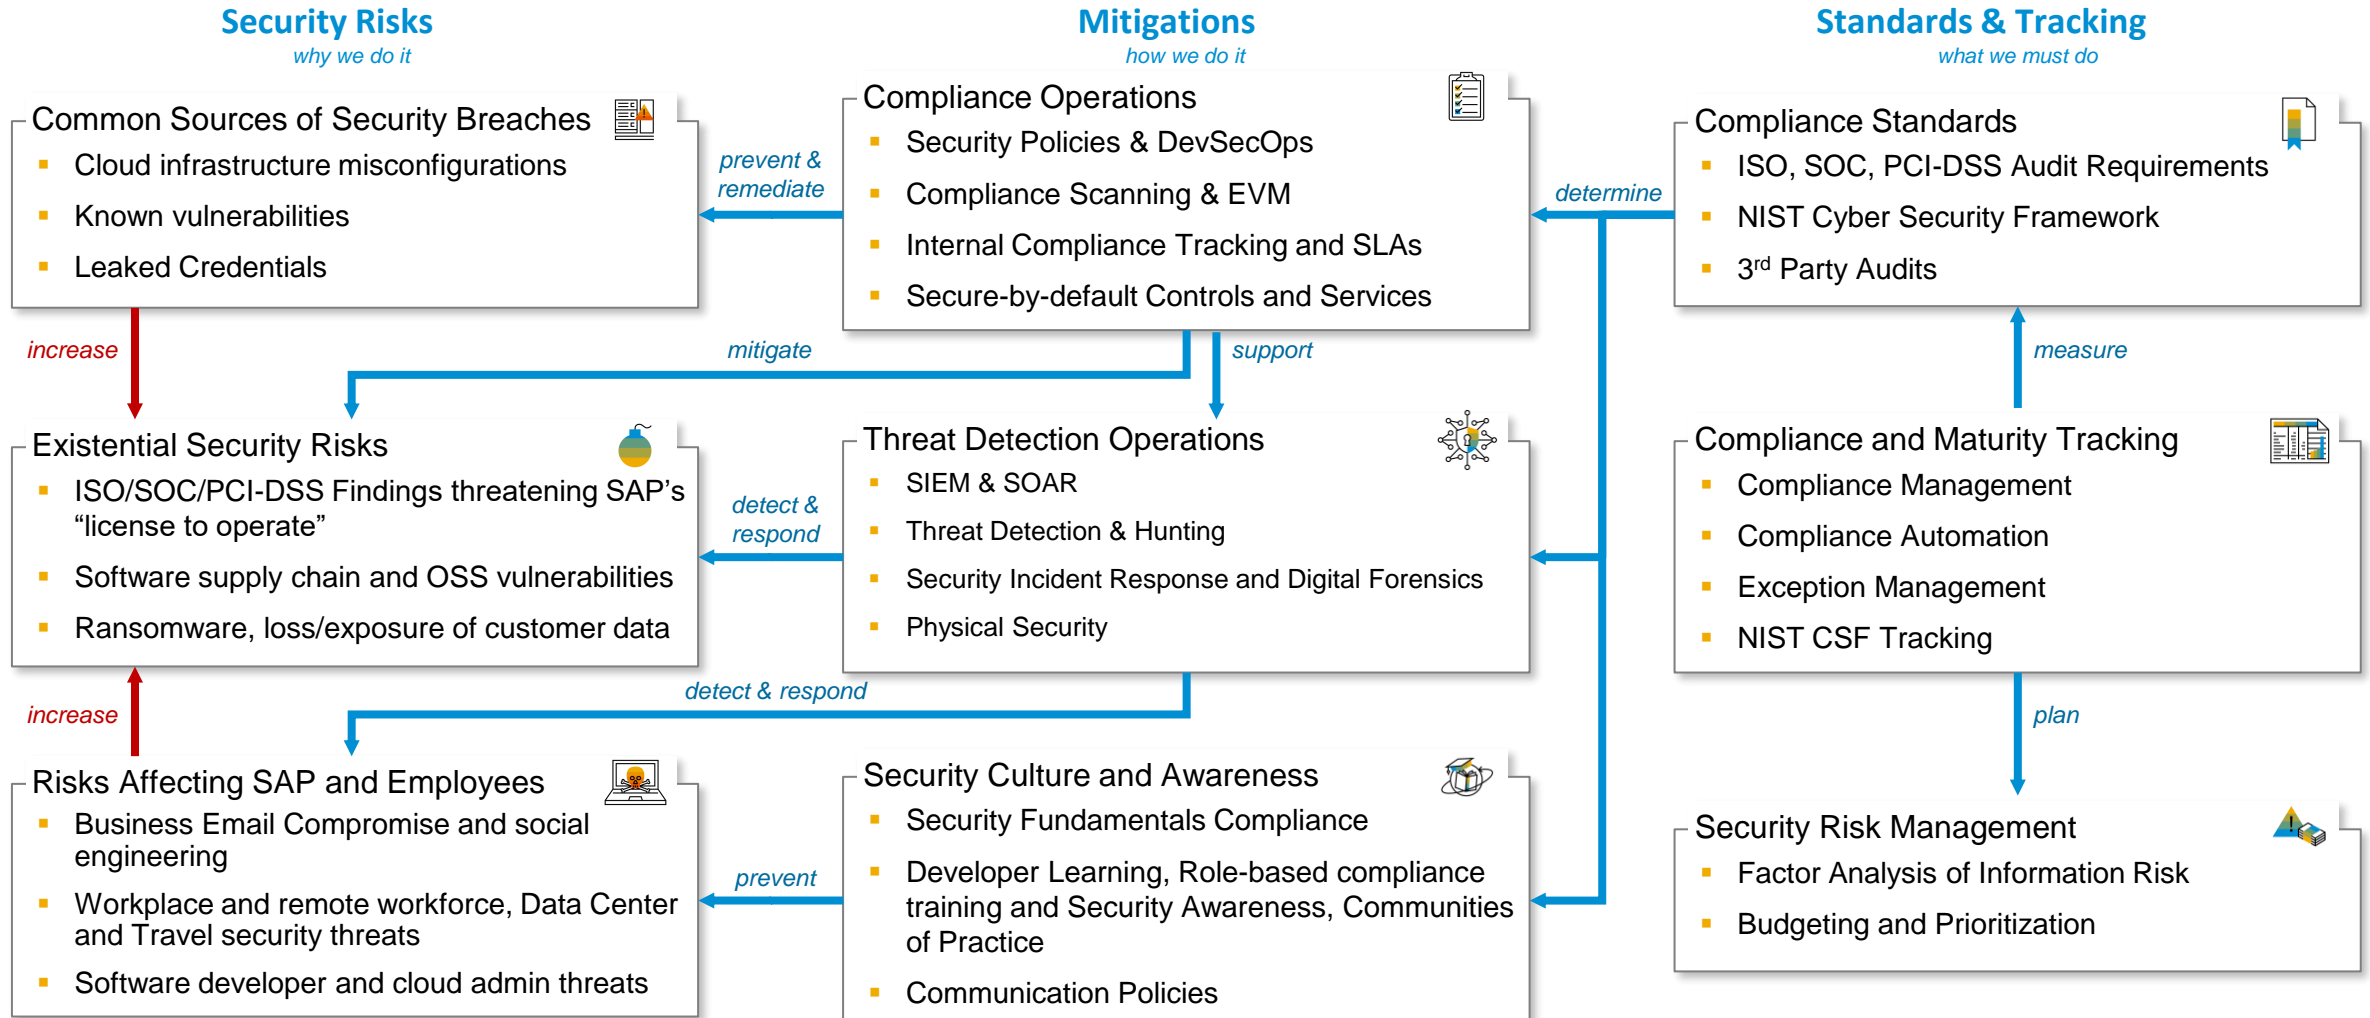 Security Risks
why we do it
Common Sources of Security Breaches
Cloud infrastructure misconfigurations
Known vulnerabilities
Leaked Credentials
increase
Existential Security Risks
ISO/SOC/PCI-DSS Findings threatening SAP’s
“license to operate”
Software supply chain and OSS vulnerabilities
Ransomware, loss/exposure of customer data
increase
Risks Affecting SAP and Employees
Business Email Compromise and social
engineering
Workplace and remote workforce, Data Center
and Travel security threats
Software developer and cloud admin threats
prevent &
remediate
mitigate
detect &
respond
detect & respond
prevent
Mitigations
how we do it
Compliance Operations
Security Policies & DevSecOps
Compliance Scanning & EVM
Internal Compliance Tracking and SLAs
Secure-by-default Controls and Services
support
Threat Detection Operations
SIEM & SOAR
Threat Detection & Hunting
Security Incident Response and Digital Forensics
Physical Security
Security Culture and Awareness
Security Fundamentals Compliance
Developer Learning, Role-based compliance
training and Security Awareness, Communities
of Practice
Communication Policies
determine
Standards & Tracking
what we must do
Compliance Standards
ISO, SOC, PCI-DSS Audit Requirements
NIST Cyber Security Framework
3rd Party Audits
measure
Compliance and Maturity Tracking
Compliance Management
Compliance Automation
Exception Management
NIST CSF Tracking
plan
Security Risk Management
Factor Analysis of Information Risk
Budgeting and Prioritization